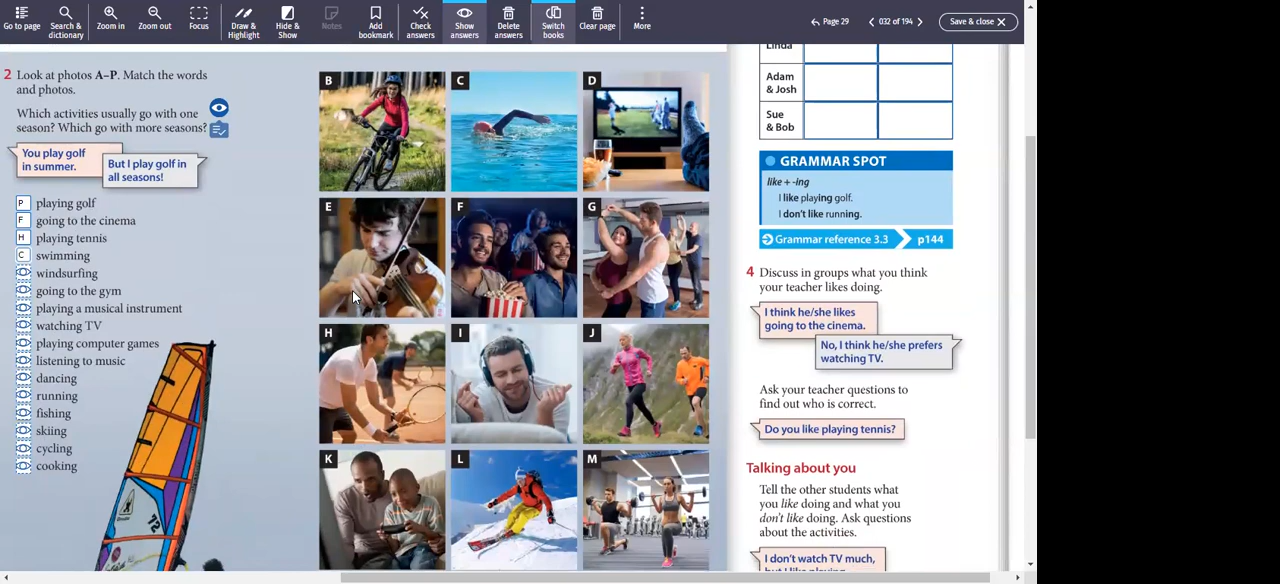 Go to page
Search & dictionary
Zoom in
Zoom out
Focus
Draw & Highlight
Hide & Show
Notes
Add bookmark
Check answers
Show answers
Delete answers
Switch books
Clear page
More
Page 29
032 of 194
Save & close
2 Look at photos A–P. Match the words
and photos.
Which activities usually go with one
season? Which go with more seasons?
You play golf
in summer.
But I play golf in
all seasons!
P playing golf
F going to the cinema
H playing tennis
C swimming
windsurfing
going to the gym
playing a musical instrument
watching TV
playing computer games
listening to music
dancing
running
fishing
skiing
cycling
cooking
12
B
C
D
E
F
G
H
I
J
K
L
M
Linda
Adam
& Josh
Sue
& Bob
GRAMMAR SPOT
like + -ing
I like playing golf.
I don't like running.
Grammar reference 3.3 p144
4 Discuss in groups what you think
your teacher likes doing.
I think he/she likes
going to the cinema.
No, I think he/she prefers
watching TV.
Ask your teacher questions to
find out who is correct.
Do you like playing tennis?
Talking about you
Tell the other students what
you like doing and what you
don't like doing. Ask questions
about the activities.
I don't watch TV much,
but I like playing